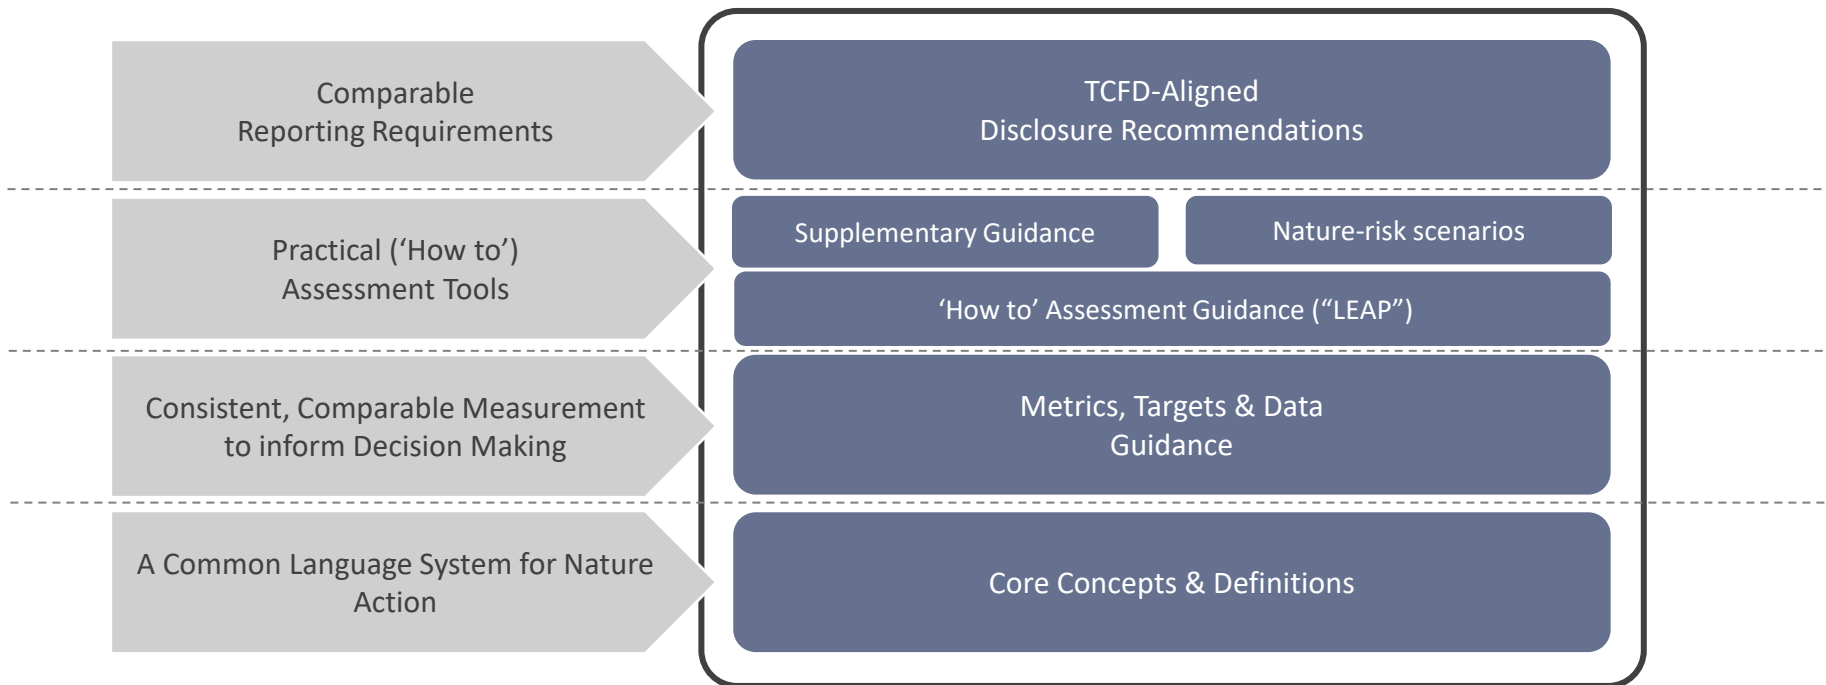 Comparable
Reporting Requirements
TCFD-Aligned
Disclosure Recommendations
Practical (‘How to’)
Assessment Tools
Supplementary Guidance
Nature-risk scenarios
‘How to’ Assessment Guidance (“LEAP”)
Consistent, Comparable Measurement
to inform Decision Making
Metrics, Targets & Data
Guidance
A Common Language System for Nature
Action
Core Concepts & Definitions